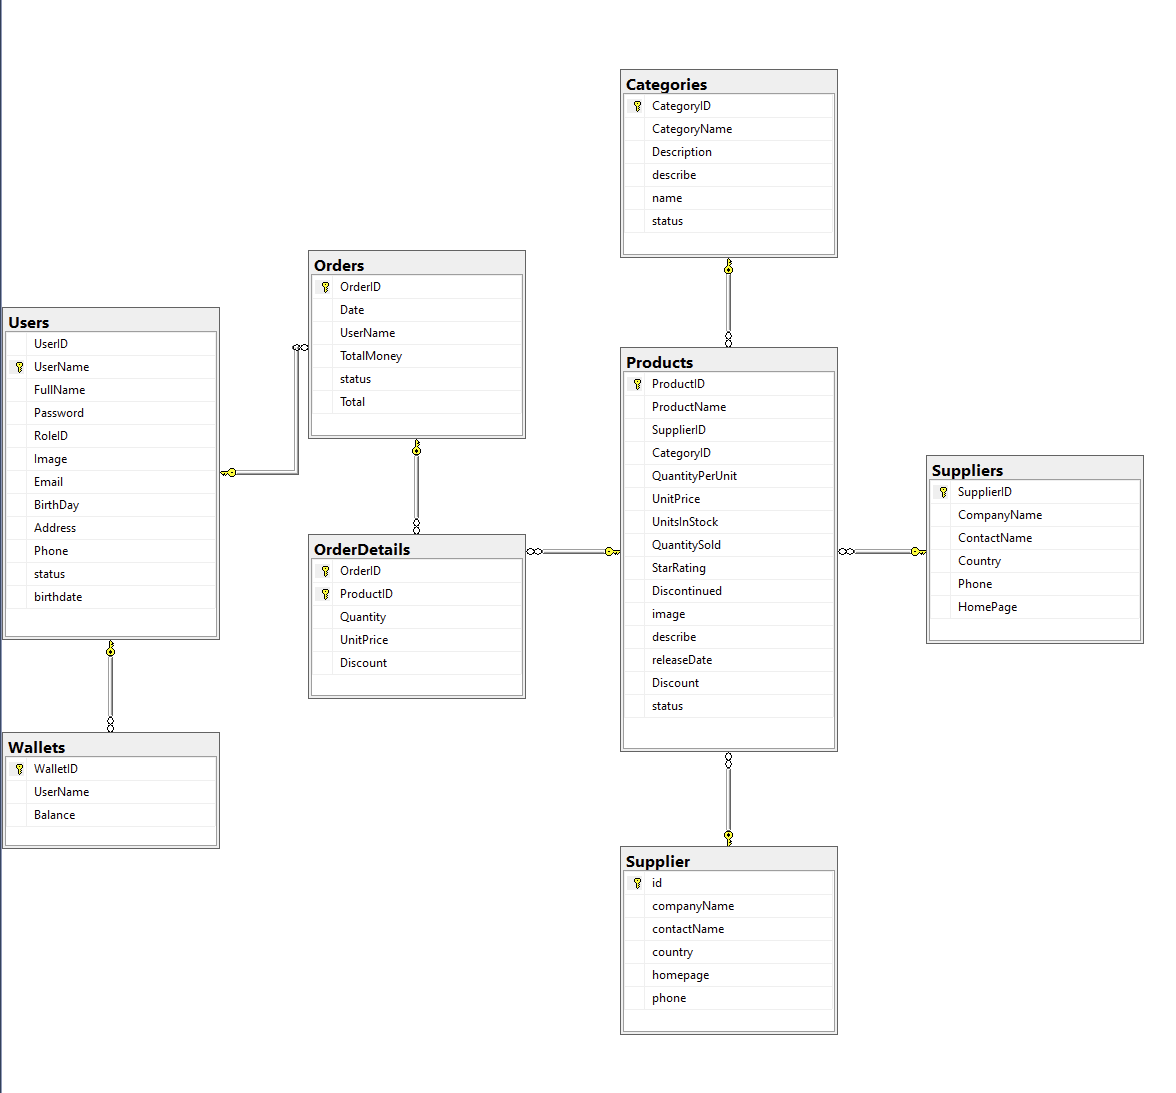 Categories
CategoryID
CategoryName
Description
describe
name
status
Orders
OrderID
Date
UserName
TotalMoney
status
Total
Users
UserID
UserName
FullName
Password
RoleID
Image
Email
BirthDay
Address
Phone
status
birthdate
Products
ProductID
ProductName
SupplierID
CategoryID
QuantityPerUnit
UnitPrice
UnitsInStock
QuantitySold
StarRating
Discontinued
image
describe
releaseDate
Discount
status
Suppliers
SupplierID
CompanyName
ContactName
Country
Phone
HomePage
OrderDetails
OrderID
ProductID
Quantity
UnitPrice
Discount
Wallets
WalletID
UserName
Balance
Supplier
id
companyName
contactName
country
homepage
phone